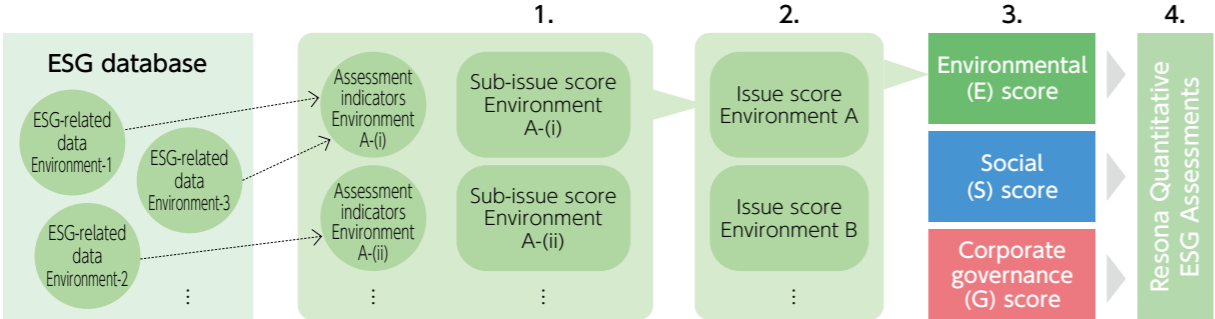 1.
2.
3.
4.
ESG database
ESG-related
data
Environment-1
ESG-related
data
Environment-3
ESG-related
data
Environment-2
⋮
Assessment
indicators
Environment
A-(i)
Assessment
indicators
Environment
A-(ii)
⋮
Sub-issue score
Environment
A-(i)
Sub-issue score
Environment
A-(ii)
⋮
Issue score
Environment A
Issue score
Environment B
⋮
Environmental
(E) score
Social
(S) score
Corporate
governance
(G) score
Resona Quantitative
ESG Assessments